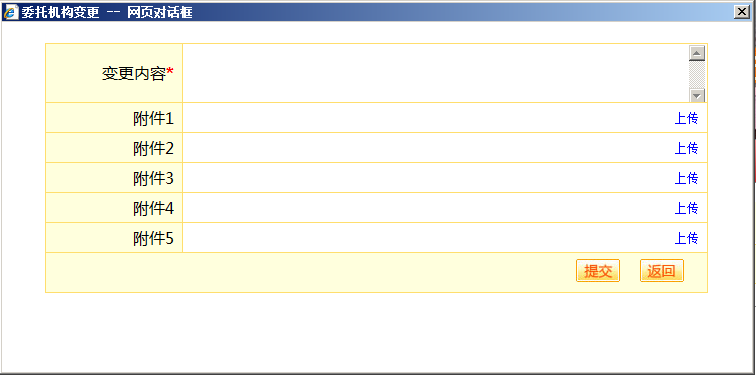 委托机构变更 -- 网页对话框
变更内容*
附件1 上传
附件2 上传
附件3 上传
附件4 上传
附件5 上传
提交 返回